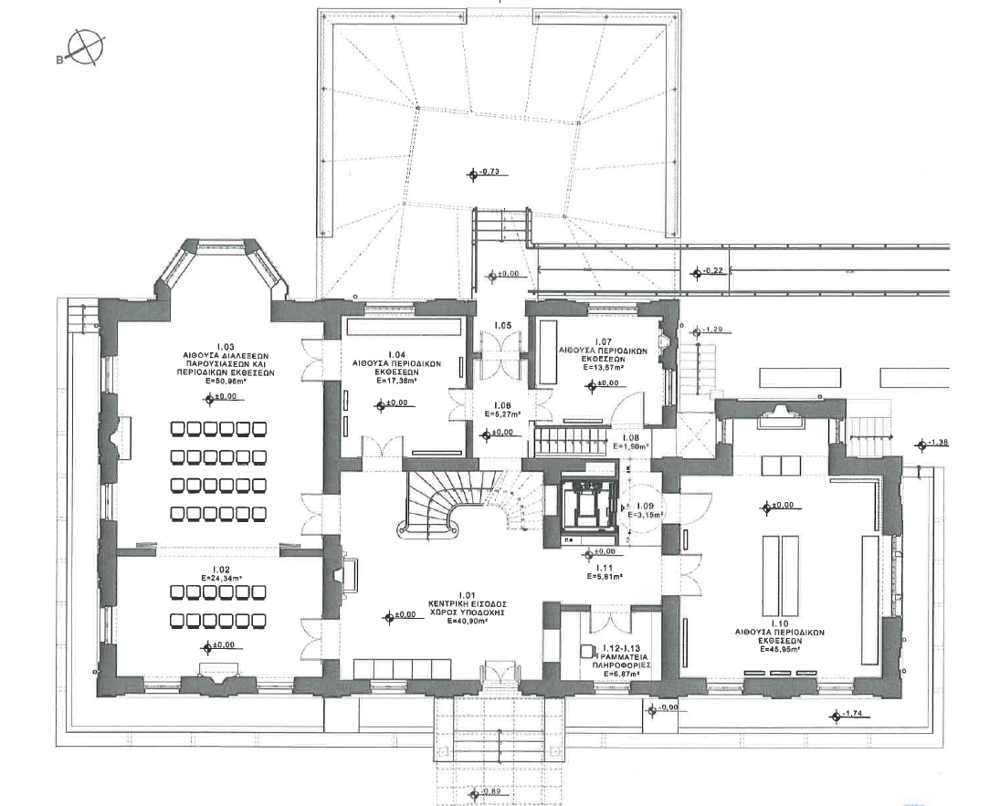 B
-0,73
±0,00
-0,22
I.03
ΑΙΘΟΥΣΑ ΔΙΑΛΕΞΕΩΝ
ΠΑΡΟΥΣΙΑΣΕΩΝ ΚΑΙ
ΠΕΡΙΟΔΙΚΩΝ ΕΚΘΕΣΕΩΝ
Ε=50,96m²
±0,00
I.04
ΑΙΘΟΥΣΑ ΠΕΡΙΟΔΙΚΩΝ
ΕΚΘΕΣΕΩΝ
Ε=17,38m²
±0,00
I.05
I.06
Ε=5,27m²
±0,00
I.07
ΑΙΘΟΥΣΑ ΠΕΡΙΟΔΙΚΩΝ
ΕΚΘΕΣΕΩΝ
Ε=13,57m²
±0,00
-1,29
I.08
Ε=1,90m²
-1,38
I.09
Ε=3,15m²
±0,00
±0,00
I.11
Ε=5,81m²
I.02
Ε=24,34m²
±0,00
I.01
ΚΕΝΤΡΙΚΗ ΕΙΣΟΔΟΣ
ΧΩΡΟΣ ΥΠΟΔΟΧΗΣ
Ε=40,90m²
±0,00
I.10
ΑΙΘΟΥΣΑ ΠΕΡΙΟΔΙΚΩΝ
ΕΚΘΕΣΕΩΝ
Ε=45,95m²
I.12-I.13
ΓΡΑΜΜΑΤΕΙΑ
ΠΛΗΡΟΦΟΡΙΕΣ
Ε=6,87m²
-0,90
-1,74
-0,89